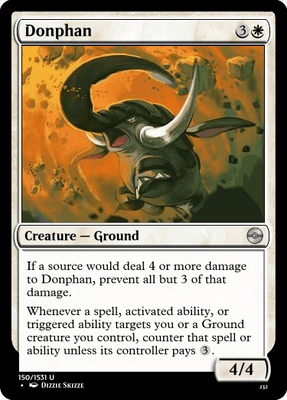 Donphan 3
Creature — Ground
If a source would deal 4 or more damage
to Donphan, prevent all but 3 of that
damage.
Whenever a spell, activated ability, or
triggered ability targets you or a Ground
creature you control, counter that spell or
ability unless its controller pays 3.
4/4
150/1531 U
• Dizzie Skizze
232